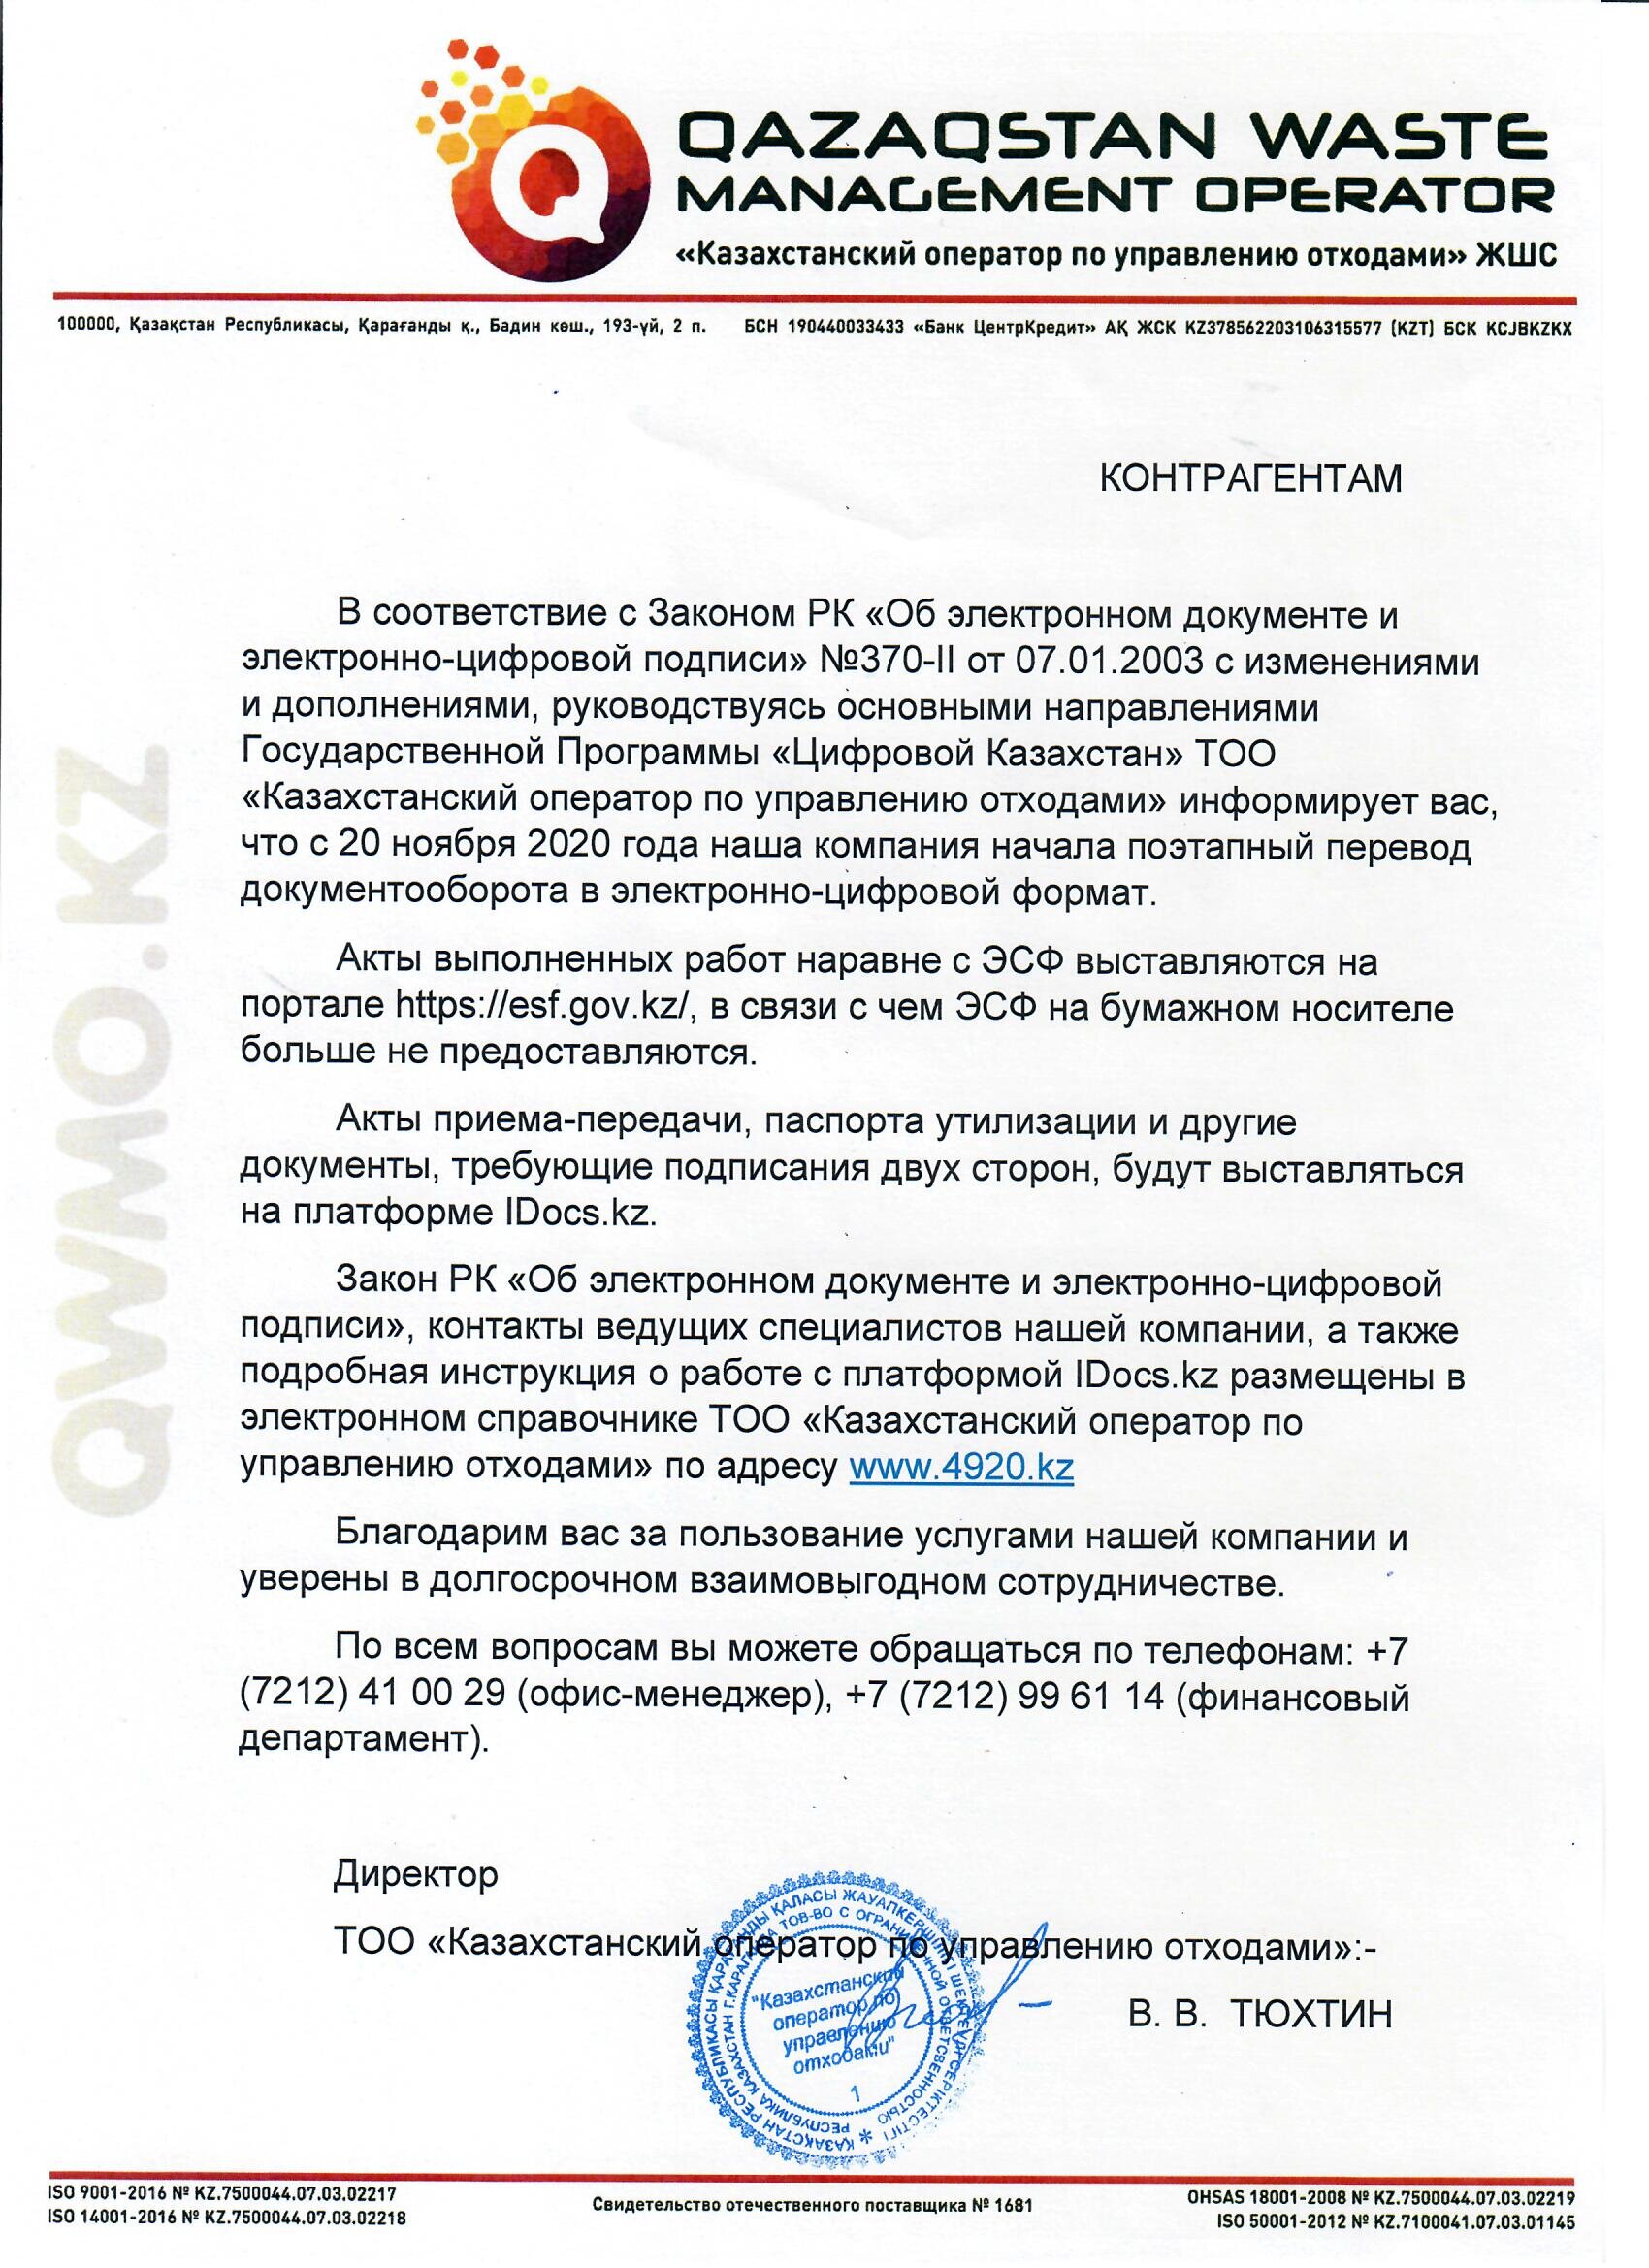 QAZAQSTAN WASTE
MANAGEMENT OPERATOR
«Казахстанский оператор по управлению отходами» ЖШС
100000, Қазақстан Республикасы, Қарағанды қ., Бадин көш., 193-үй, 2 п. БСН 190440033433 «Банк ЦентрКредит» АҚ ЖСК KZ378562203106315577 (KZT) БСК KCJBKZKX
КОНТРАГЕНТАМ
В соответствие с Законом РК «Об электронном документе и
электронно-цифровой подписи» №370-II от 07.01.2003 с изменениями
и дополнениями, руководствуясь основными направлениями
Государственной Программы «Цифровой Казахстан» ТОО
«Казахстанский оператор по управлению отходами» информирует вас,
что с 20 ноября 2020 года наша компания начала поэтапный перевод
документооборота в электронно-цифровой формат.
Акты выполненных работ наравне с ЭСФ выставляются на
портале https://esf.gov.kz/, в связи с чем ЭСФ на бумажном носителе
больше не предоставляются.
Акты приема-передачи, паспорта утилизации и другие
документы, требующие подписания двух сторон, будут выставляться
на платформе IDocs.kz.
Закон РК «Об электронном документе и электронно-цифровой
подписи», контакты ведущих специалистов нашей компании, а также
подробная инструкция о работе с платформой IDocs.kz размещены в
электронном справочнике ТОО «Казахстанский оператор по
управлению отходами» по адресу www.4920.kz
Благодарим вас за пользование услугами нашей компании и
уверены в долгосрочном взаимовыгодном сотрудничестве.
По всем вопросам вы можете обращаться по телефонам: +7
(7212) 41 00 29 (офис-менеджер), +7 (7212) 99 61 14 (финансовый
департамент).
Директор
ТОО «Казахстанский оператор по управлению отходами»:-
В. В. ТЮХТИН
ҚАЗАҚСТАН РЕСПУБЛИКАСЫ ҚАРАҒАНДЫ ҚАЛАСЫ ЖАУАПКЕРШІЛІГІ ШЕКТЕУЛІ СЕРІКТЕСТІГІ
РЕСПУБЛИКА КАЗАХСТАН Г.КАРАГАНДА ТОВ-ВО С ОГРАНИЧЕННОЙ ОТВЕТСВЕННОСТЬЮ
"Казахстанский
оператор по
управлению
отходами"
1
QWMO.KZ
ISO 9001-2016 № KZ.7500044.07.03.02217
ISO 14001-2016 № KZ.7500044.07.03.02218
Свидетельство отечественного поставщика № 1681
OHSAS 18001-2008 № KZ.7500044.07.03.02219
ISO 50001-2012 № KZ.7100041.07.03.01145